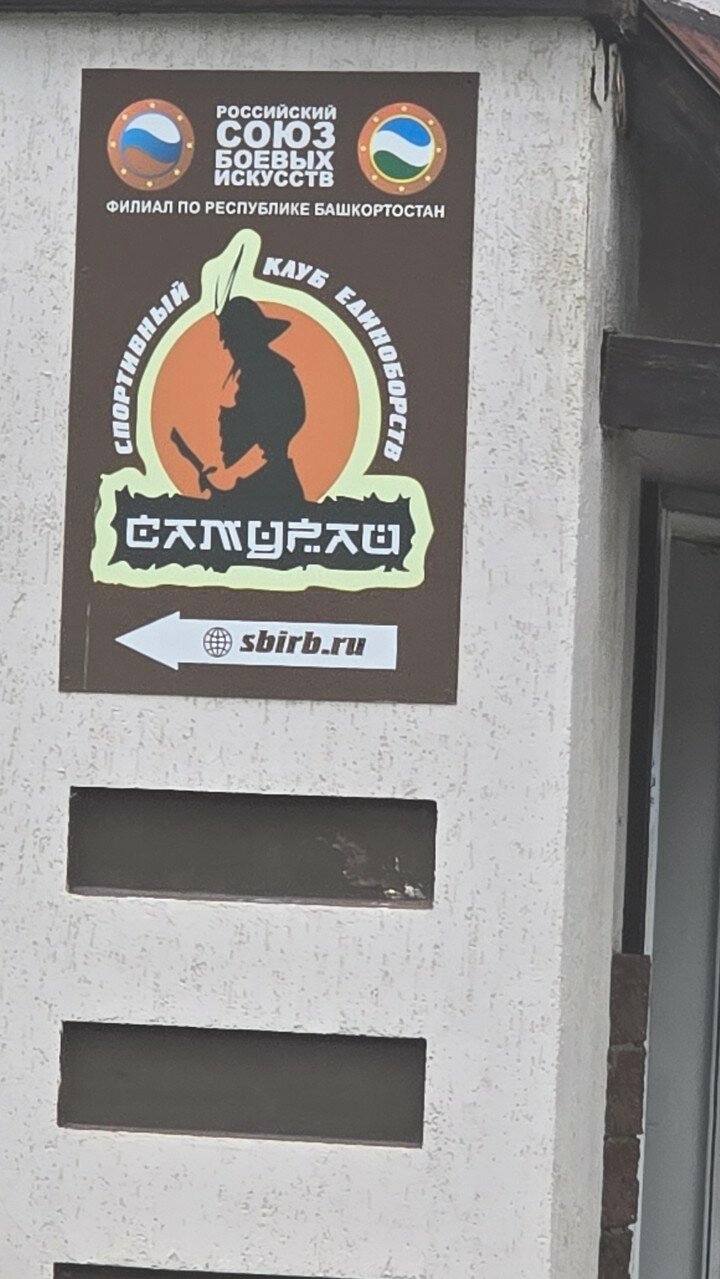 РОССИЙСКИЙ
СОЮЗ
БОЕВЫХ
ИСКУССТВ
ФИЛИАЛ ПО РЕСПУБЛИКЕ БАШКОРТОСТАН
СПОРТИВНЫЙ КЛУБ ЕДИНОБОРСТВ
САМУРАЙ
sbirb.ru